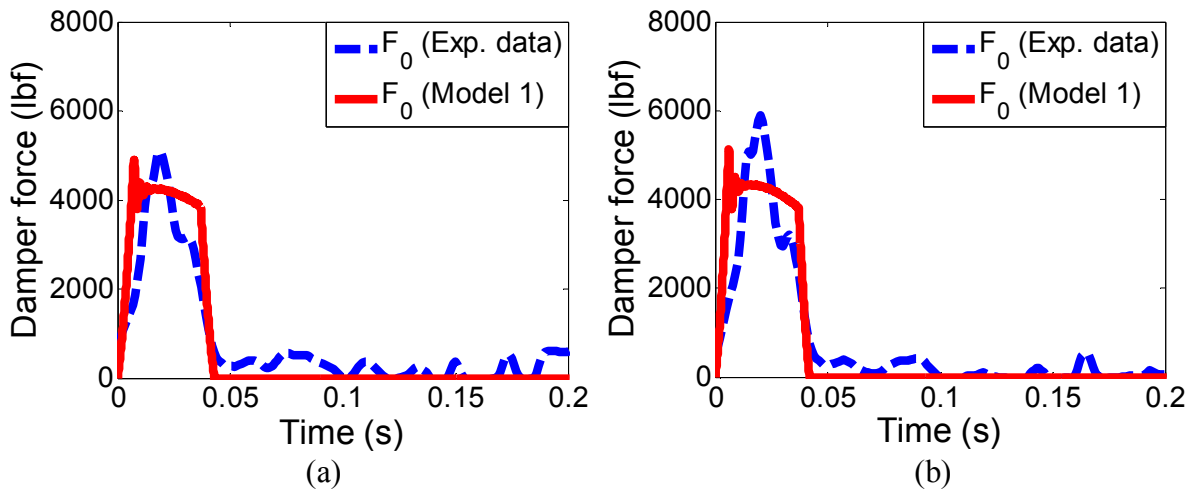 8000
6000
4000
2000
0
Damper force (lbf)
F0 (Exp. data)
F0 (Model 1)
0 0.05 0.1 0.15 0.2
Time (s)
(a)
8000
6000
4000
2000
0
Damper force (lbf)
F0 (Exp. data)
F0 (Model 1)
0 0.05 0.1 0.15 0.2
Time (s)
(b)